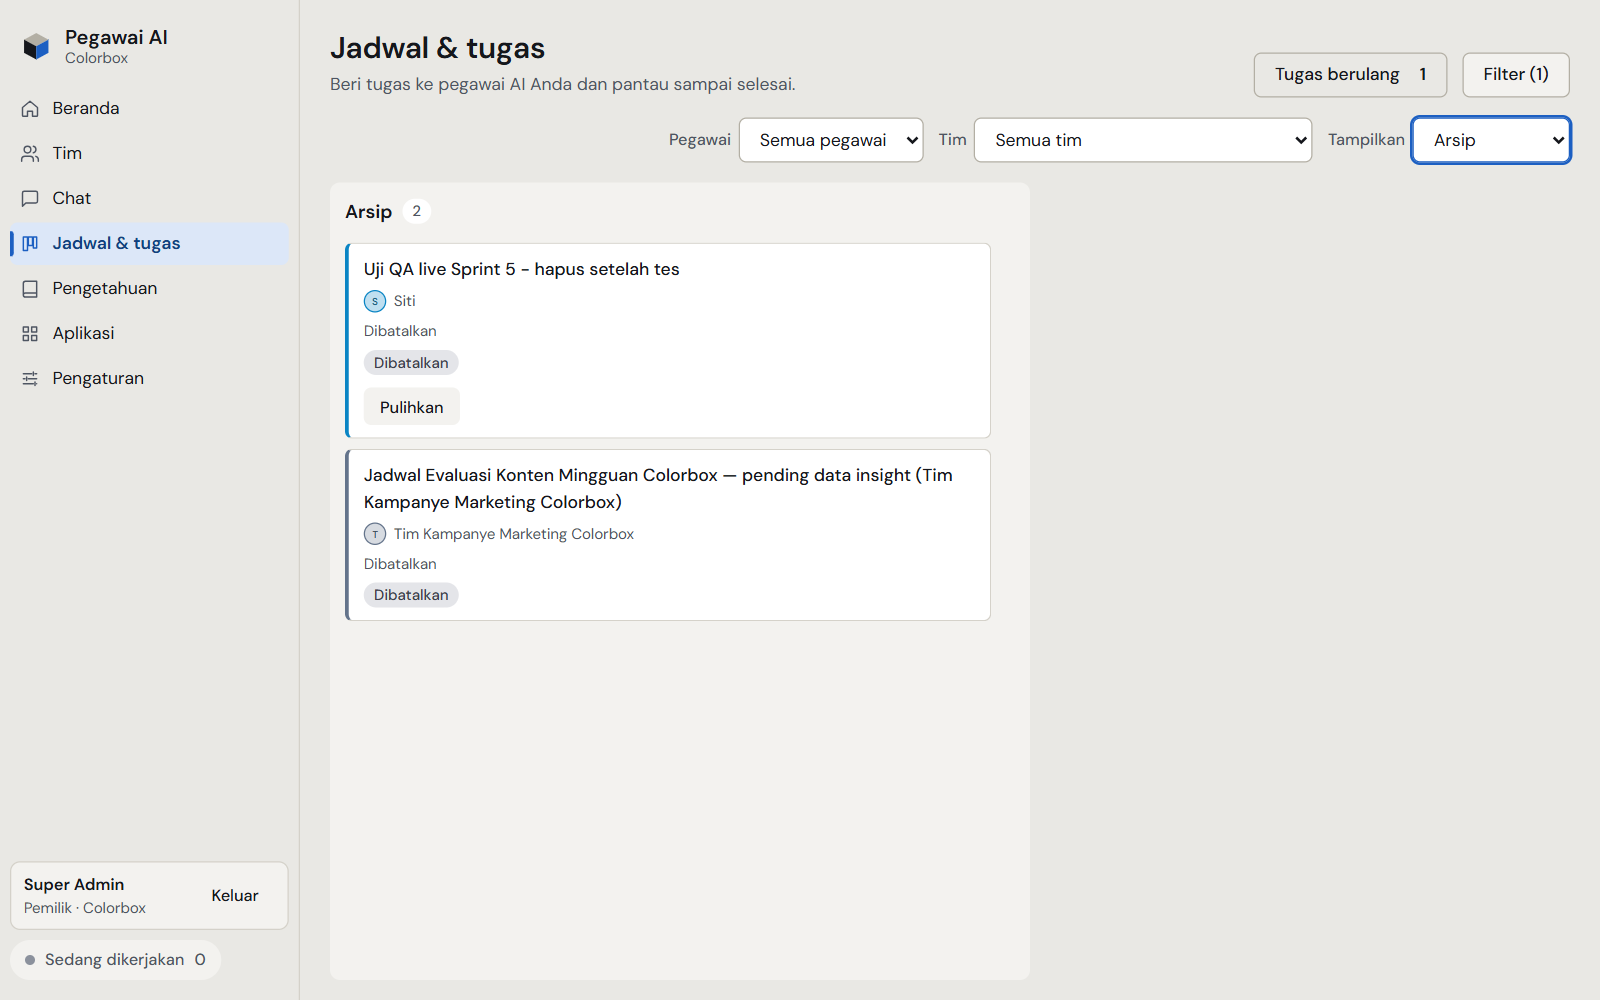 Pegawai AI
Colorbox
Beranda
Tim
Chat
Jadwal & tugas
Pengetahuan
Aplikasi
Pengaturan
Super Admin
Pemilik · Colorbox
Keluar
Sedang dikerjakan 0
Jadwal & tugas
Beri tugas ke pegawai AI Anda dan pantau sampai selesai.
Tugas berulang 1
Filter (1)
Pegawai Semua pegawai Tim Semua tim Tampilkan Arsip
Arsip 2
Uji QA live Sprint 5 - hapus setelah tes
S Siti
Dibatalkan
Dibatalkan
Pulihkan
Jadwal Evaluasi Konten Mingguan Colorbox — pending data insight (Tim
Kampanye Marketing Colorbox)
T Tim Kampanye Marketing Colorbox
Dibatalkan
Dibatalkan